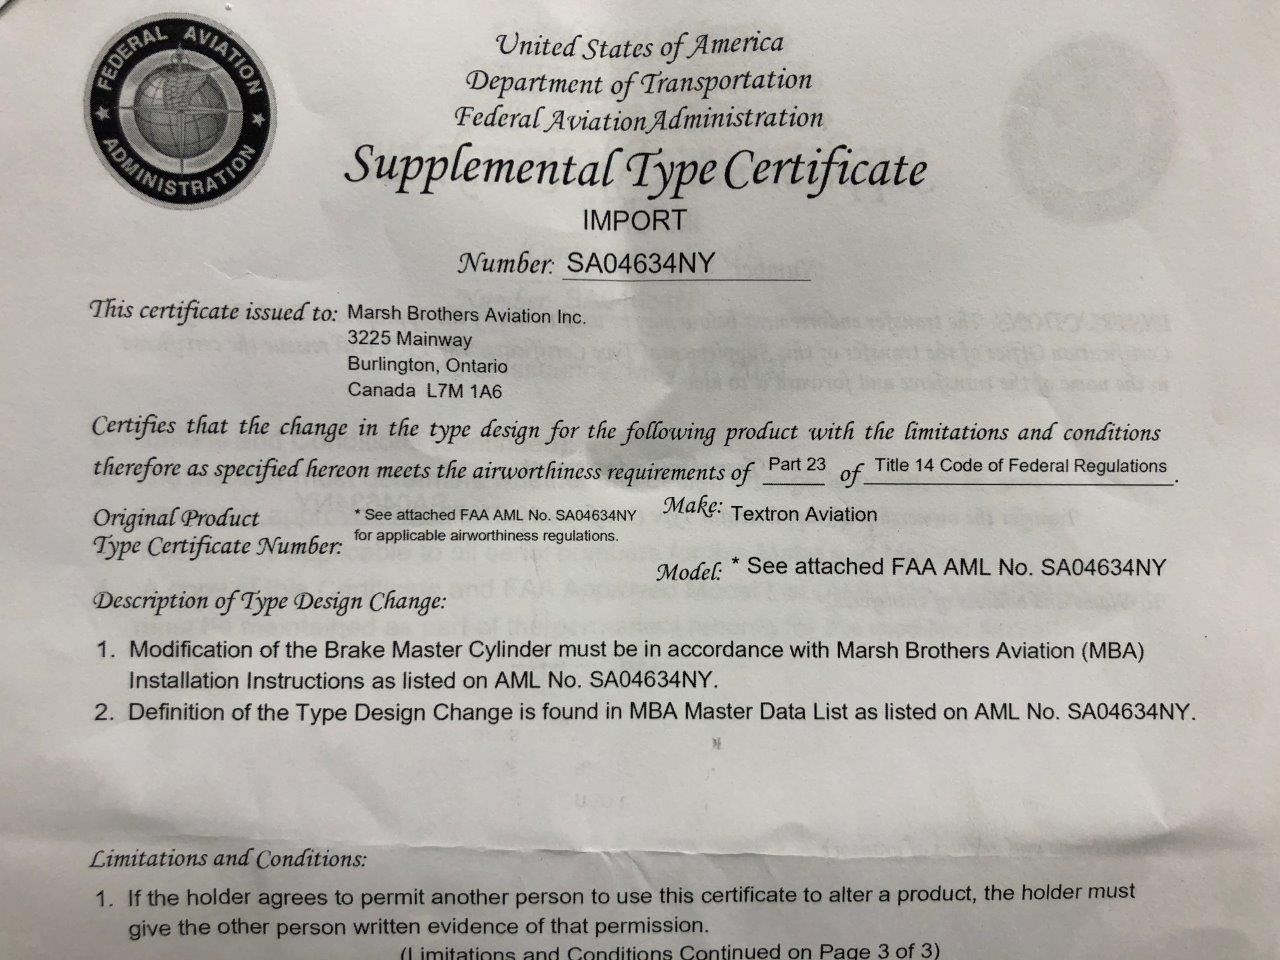 FEDERAL AVIATION ADMINISTRATION
United States of America
Department of Transportation
Federal Aviation Administration
Supplemental Type Certificate
IMPORT
Number: SA04634NY
This certificate issued to: Marsh Brothers Aviation Inc.
3225 Mainway
Burlington, Ontario
Canada L7M 1A6
Certifies that the change in the type design for the following product with the limitations and conditions
therefore as specified hereon meets the airworthiness requirements of Part 23 of Title 14 Code of Federal Regulations.
Original Product * See attached FAA AML No. SA04634NY Make: Textron Aviation
Type Certificate Number: for applicable airworthiness regulations.
Model: * See attached FAA AML No. SA04634NY
Description of Type Design Change:
1. Modification of the Brake Master Cylinder must be in accordance with Marsh Brothers Aviation (MBA)
Installation Instructions as listed on AML No. SA04634NY.
2. Definition of the Type Design Change is found in MBA Master Data List as listed on AML No. SA04634NY.
Limitations and Conditions:
1. If the holder agrees to permit another person to use this certificate to alter a product, the holder must
give the other person written evidence of that permission.
(Limitations and Conditions Continued on Page 3 of 3)